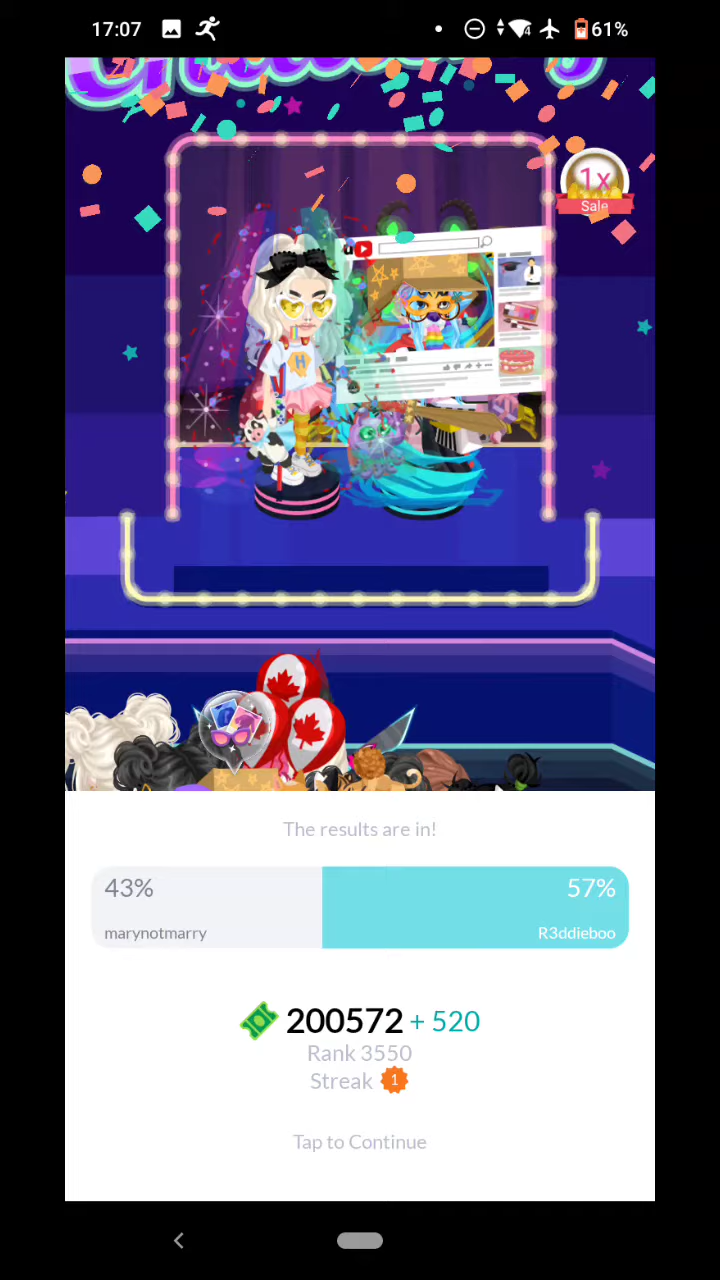 17:07
61%
1x
Sale
H
The results are in!
43%
57%
marynotmarry
R3ddieboo
200572 + 520
Rank 3550
Streak 1
Tap to Continue